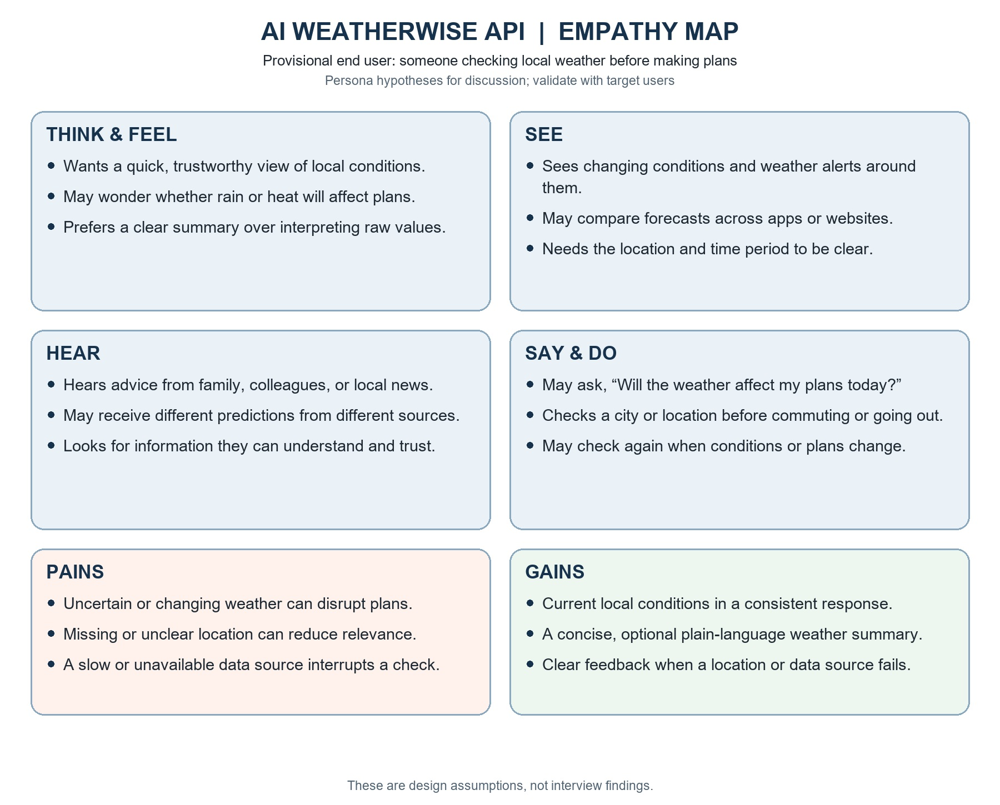 AI WEATHERWISE API | EMPATHY MAP
Provisional end user: someone checking local weather before making plans
Persona hypotheses for discussion; validate with target users
THINK & FEEL
• Wants a quick, trustworthy view of local conditions.
• May wonder whether rain or heat will affect plans.
• Prefers a clear summary over interpreting raw values.
SEE
• Sees changing conditions and weather alerts around
them.
• May compare forecasts across apps or websites.
• Needs the location and time period to be clear.
HEAR
• Hears advice from family, colleagues, or local news.
• May receive different predictions from different sources.
• Looks for information they can understand and trust.
SAY & DO
• May ask, “Will the weather affect my plans today?”
• Checks a city or location before commuting or going out.
• May check again when conditions or plans change.
PAINS
• Uncertain or changing weather can disrupt plans.
• Missing or unclear location can reduce relevance.
• A slow or unavailable data source interrupts a check.
GAINS
• Current local conditions in a consistent response.
• A concise, optional plain-language weather summary.
• Clear feedback when a location or data source fails.
These are design assumptions, not interview findings.